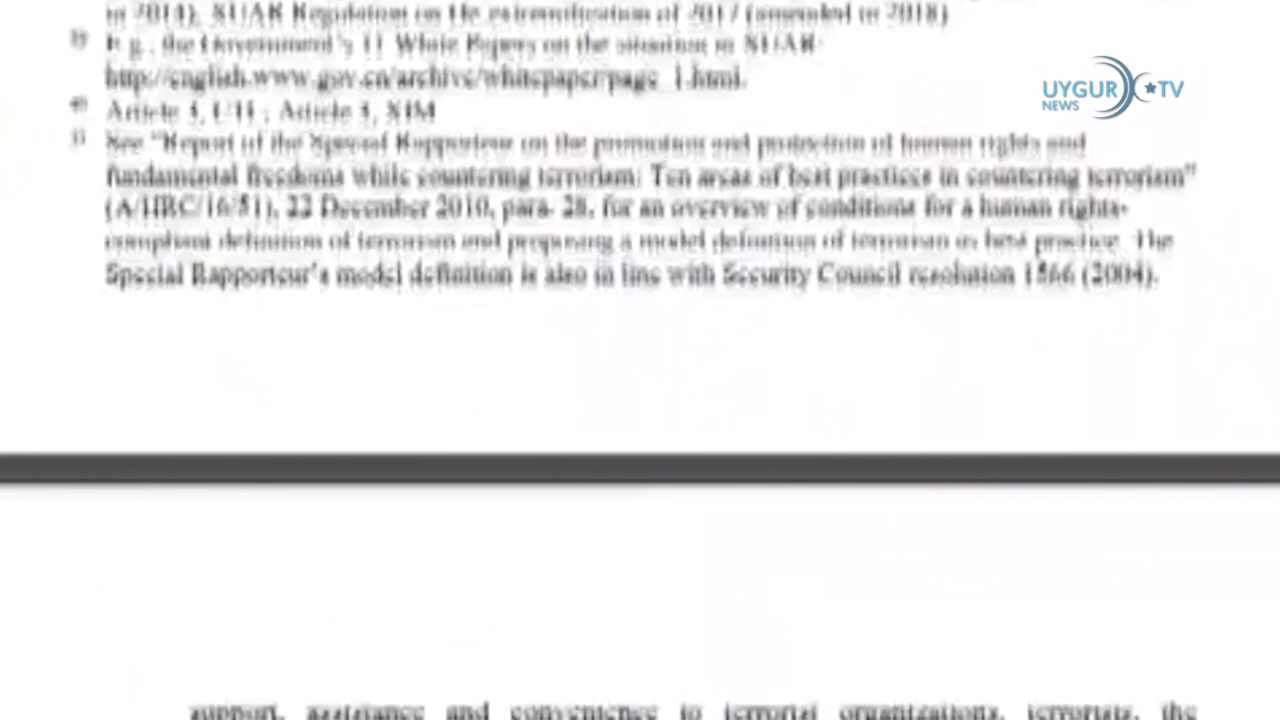 in 2014), XUAR Regulation on De-extremification of 2017 (amended in 2018)
E.g., the Government's 11 White Papers on the situation in XUAR
http://english.www.gov.cn/archive/whitepaper/page_1.html.
UYGUR TV
NEWS
Article 3, CTL; Article 3, XIM
See "Report of the Special Rapporteur on the promotion and protection of human rights and
fundamental freedoms while countering terrorism: Ten areas of best practices in countering terrorism"
(A/HRC/16/51), 22 December 2010, para. 28, for an overview of conditions for a human rights-
compliant definition of terrorism and proposing a model definition of terrorism as best practice. The
Special Rapporteur's model definition is also in line with Security Council resolution 1566 (2004).
support, assistance and convenience to terrorist organizations, terrorists, the